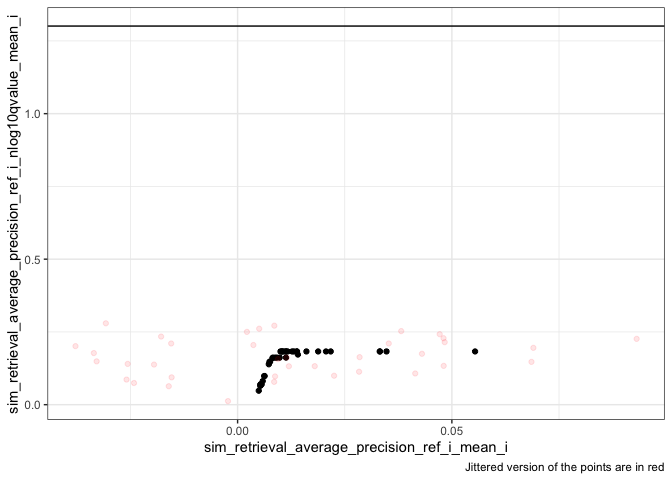 sim_retrieval_average_precision_ref_i_nlog10qvalue_mean_i
1.0
0.5
0.0
0.00
0.05
sim_retrieval_average_precision_ref_i_mean_i
Jittered version of the points are in red